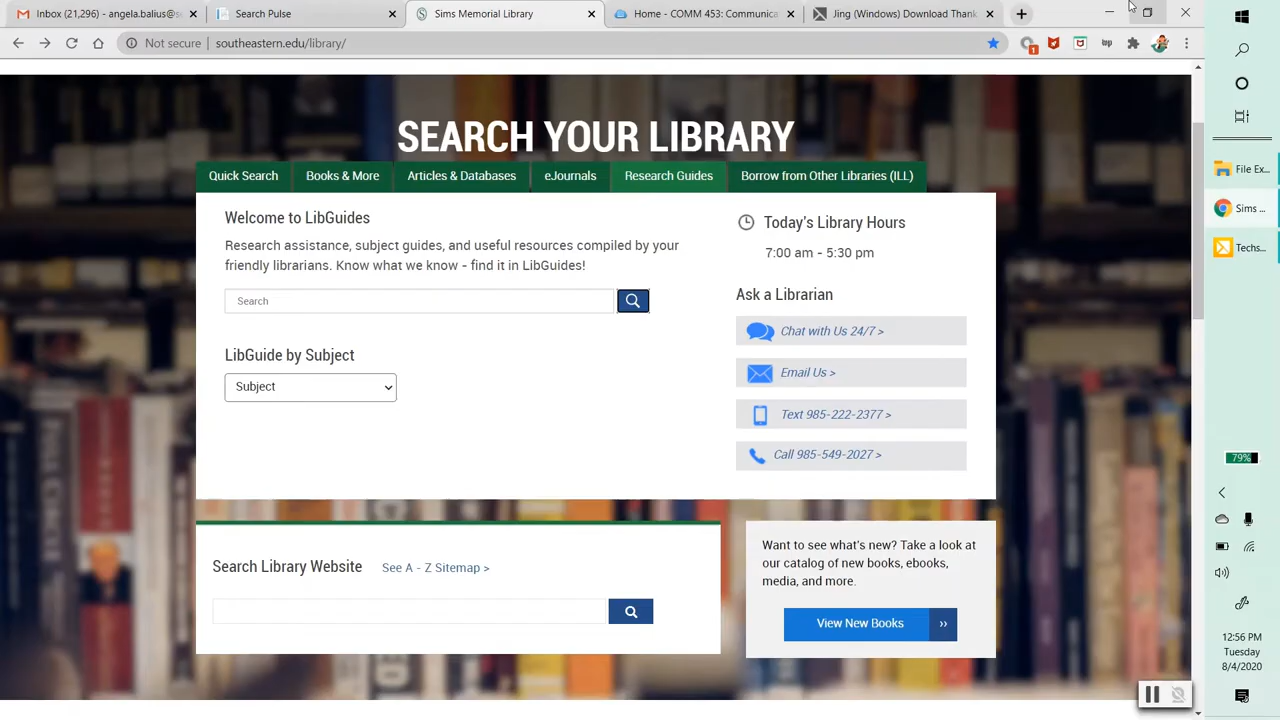 Inbox (21,296) - angela.balius@s
Search Pulse
Sims Memorial Library
Home - COMM 453: Communica
Jing (Windows) Download Thank
Not secure
southeastern.edu/library/
1
SEARCH YOUR LIBRARY
Quick Search
Books & More
Articles & Databases
eJournals
Research Guides
Borrow from Other Libraries (ILL)
Welcome to LibGuides
Research assistance, subject guides, and useful resources compiled by your
friendly librarians. Know what we know - find it in LibGuides!
Search
LibGuide by Subject
Subject
Today's Library Hours
7:00 am - 5:30 pm
Ask a Librarian
Chat with Us 24/7 >
Email Us >
Text 985-222-2377 >
Call 985-549-2027 >
Search Library Website
See A - Z Sitemap >
Want to see what's new? Take a look at
our catalog of new books, ebooks,
media, and more.
View New Books
File Ex...
Sims ...
Techs...
79%
12:56 PM
Tuesday
8/4/2020